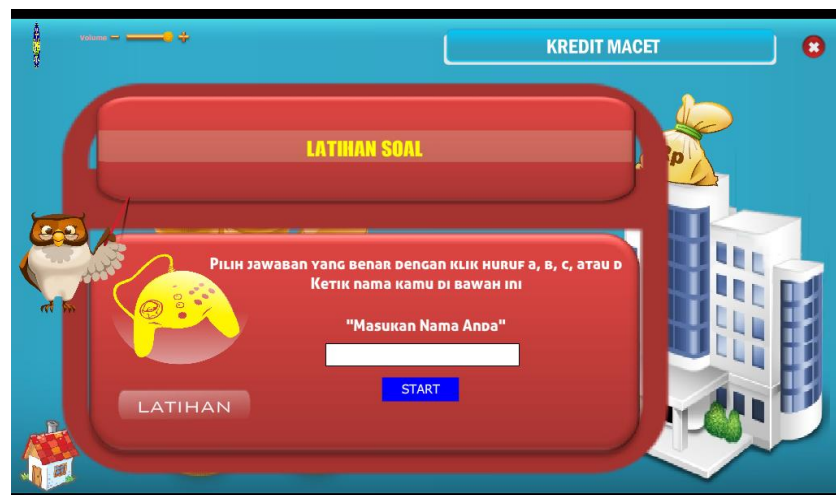 Volume
KREDIT MACET
LATIHAN SOAL
Rp
Pilih jawaban yang benar dengan klik huruf a, b, c, atau d
Ketik nama kamu di bawah ini
"Masukan Nama Anda"
START
LATIHAN